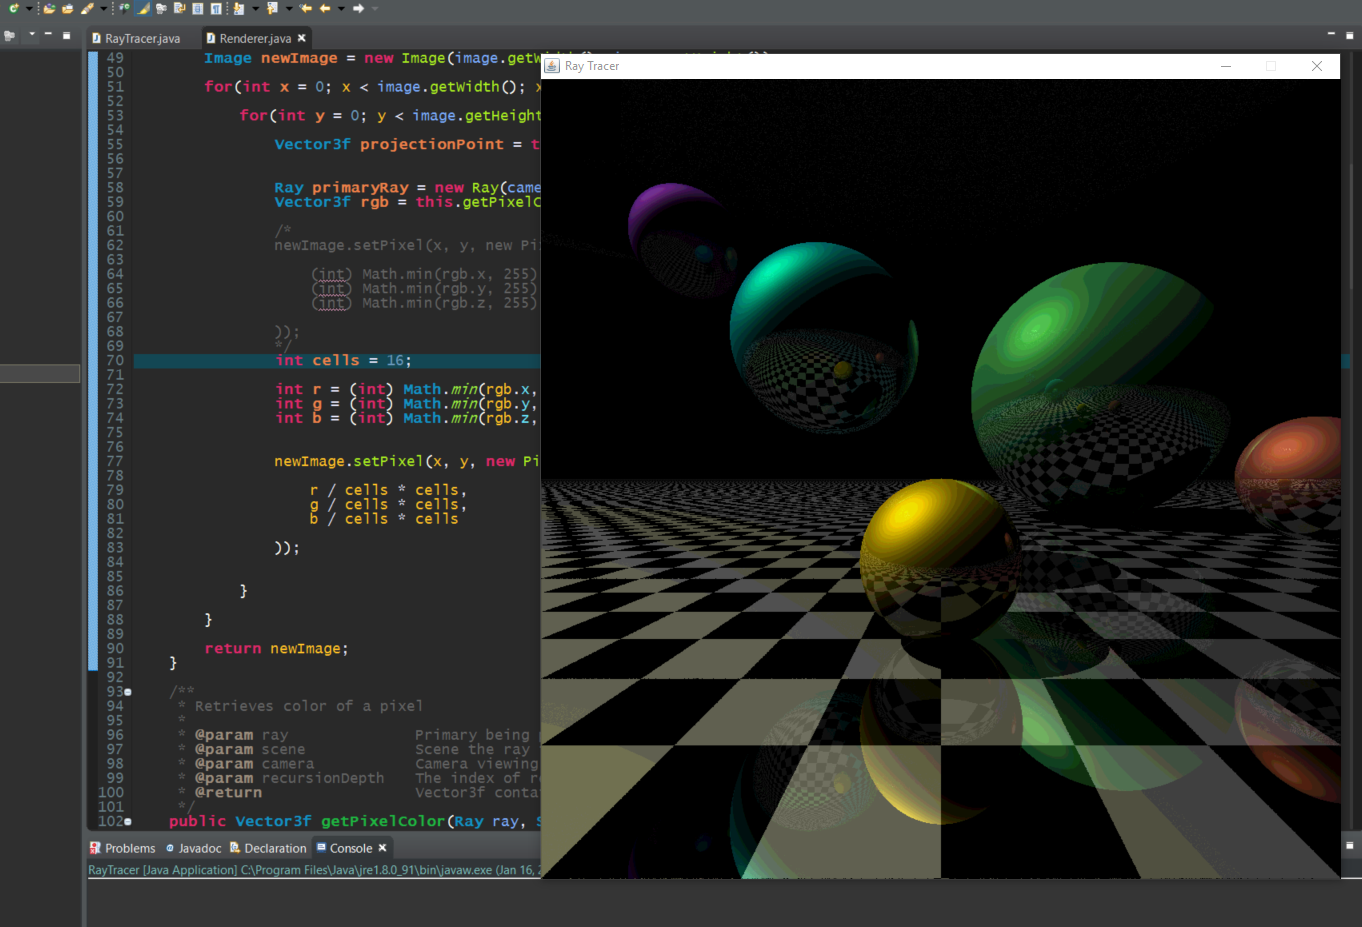 RayTracer.java
Renderer.java
49 Image newImage = new Image(image.getW
50
51 for(int x = 0; x < image.getWidth(); x
52
53 for(int y = 0; y < image.getHeight
54
55 Vector3f projectionPoint = t
56
57
58 Ray primaryRay = new Ray(came
59 Vector3f rgb = this.getPixelC
60
61 /*
62 newImage.setPixel(x, y, new Pi
63
64 (int) Math.min(rgb.x, 255)
65 (int) Math.min(rgb.y, 255)
66 (int) Math.min(rgb.z, 255)
67
68 ));
69 */
70 int cells = 16;
71
72 int r = (int) Math.min(rgb.x,
73 int g = (int) Math.min(rgb.y,
74 int b = (int) Math.min(rgb.z,
75
76
77 newImage.setPixel(x, y, new Pi
78
79 r / cells * cells,
80 g / cells * cells,
81 b / cells * cells
82
83 ));
84
85
86 }
87
88 }
89
90 return newImage;
91 }
92
93 /**
94 * Retrieves color of a pixel
95 *
96 * @param ray Primary being
97 * @param scene Scene the ray
98 * @param camera Camera viewing
99 * @param recursionDepth The index of r
100 * @return Vector3f conta
101 */
102 public Vector3f getPixelColor(Ray ray, S
Ray Tracer
Problems
Javadoc
Declaration
Console
RayTracer [Java Application] C:\Program Files\Java\jre1.8.0_91\bin\javaw.exe (Jan 16, 2